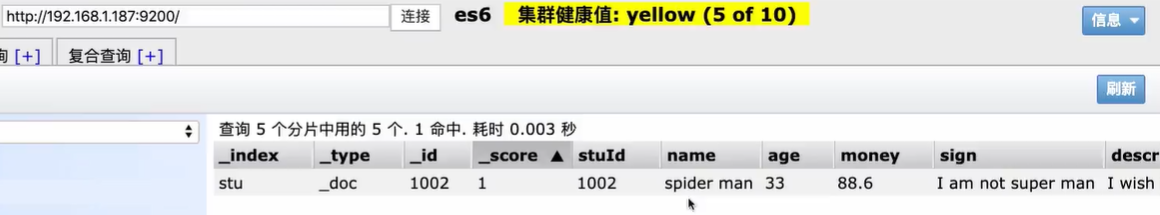 http://192.168.1.187:9200/ 连接 es6 集群健康值: yellow (5 of 10) 信息
询 [+] 复合查询 [+]
刷新
查询 5 个分片中用的 5 个. 1 命中. 耗时 0.003 秒
_index _type _id _score ▲ stuId name age money sign descr
stu _doc 1002 1 1002 spider man 33 88.6 I am not super man I wish